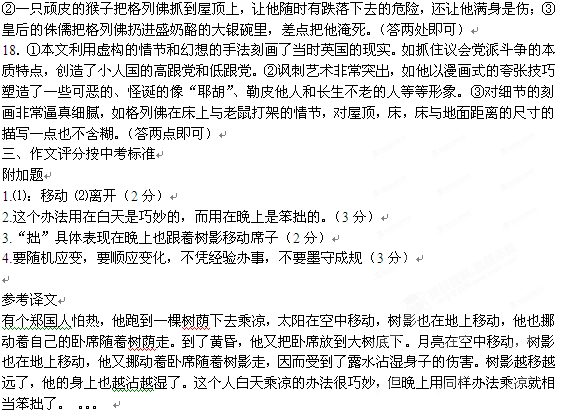 ②一只顽皮的猴子把格列佛抓到屋顶上，让他随时有跌落下去的危险，还让他满身是伤；③
皇后的侏儒把格列佛扔进盛奶酪的大银碗里，差点把他淹死。（答两处即可）
18. ①本文利用虚构的情节和幻想的手法刻画了当时英国的现实。如抓住议会党派斗争的本
质特点，创造了小人国的高跟党和低跟党。②讽刺艺术非常突出，如他以漫画式的夸张技巧
塑造了一些可恶的、怪诞的像“耶胡”、勒皮他人和长生不老的人等等形象。③对细节的刻
画非常逼真细腻，如格列佛在床上与老鼠打架的情节，对屋顶，床，床与地面距离的尺寸的
描写一点也不含糊。（答两点即可）
三、作文评分按中考标准
附加题
1.⑴：移动 ⑵离开（2 分）
2.这个办法用在白天是巧妙的，而用在晚上是笨拙的。（3 分）
3.“拙”具体表现在晚上也跟着树影移动席子（2 分）
4.要随机应变，要顺应变化，不凭经验办事，不要墨守成规（3 分）
参考译文
有个郑国人怕热，他跑到一棵树荫下去乘凉，太阳在空中移动，树影也在地上移动，他也挪
动着自己的卧席随着树荫走。到了黄昏，他又把卧席放到大树底下。月亮在空中移动，树影
也在地上移动，他又挪动着卧席随着树影走，因而受到了露水沾湿身子的伤害。树影越移越
远了，他的身上也越沾越湿了。这个人白天乘凉的办法很巧妙，但晚上用同样办法乘凉就相
当笨拙了。 ...